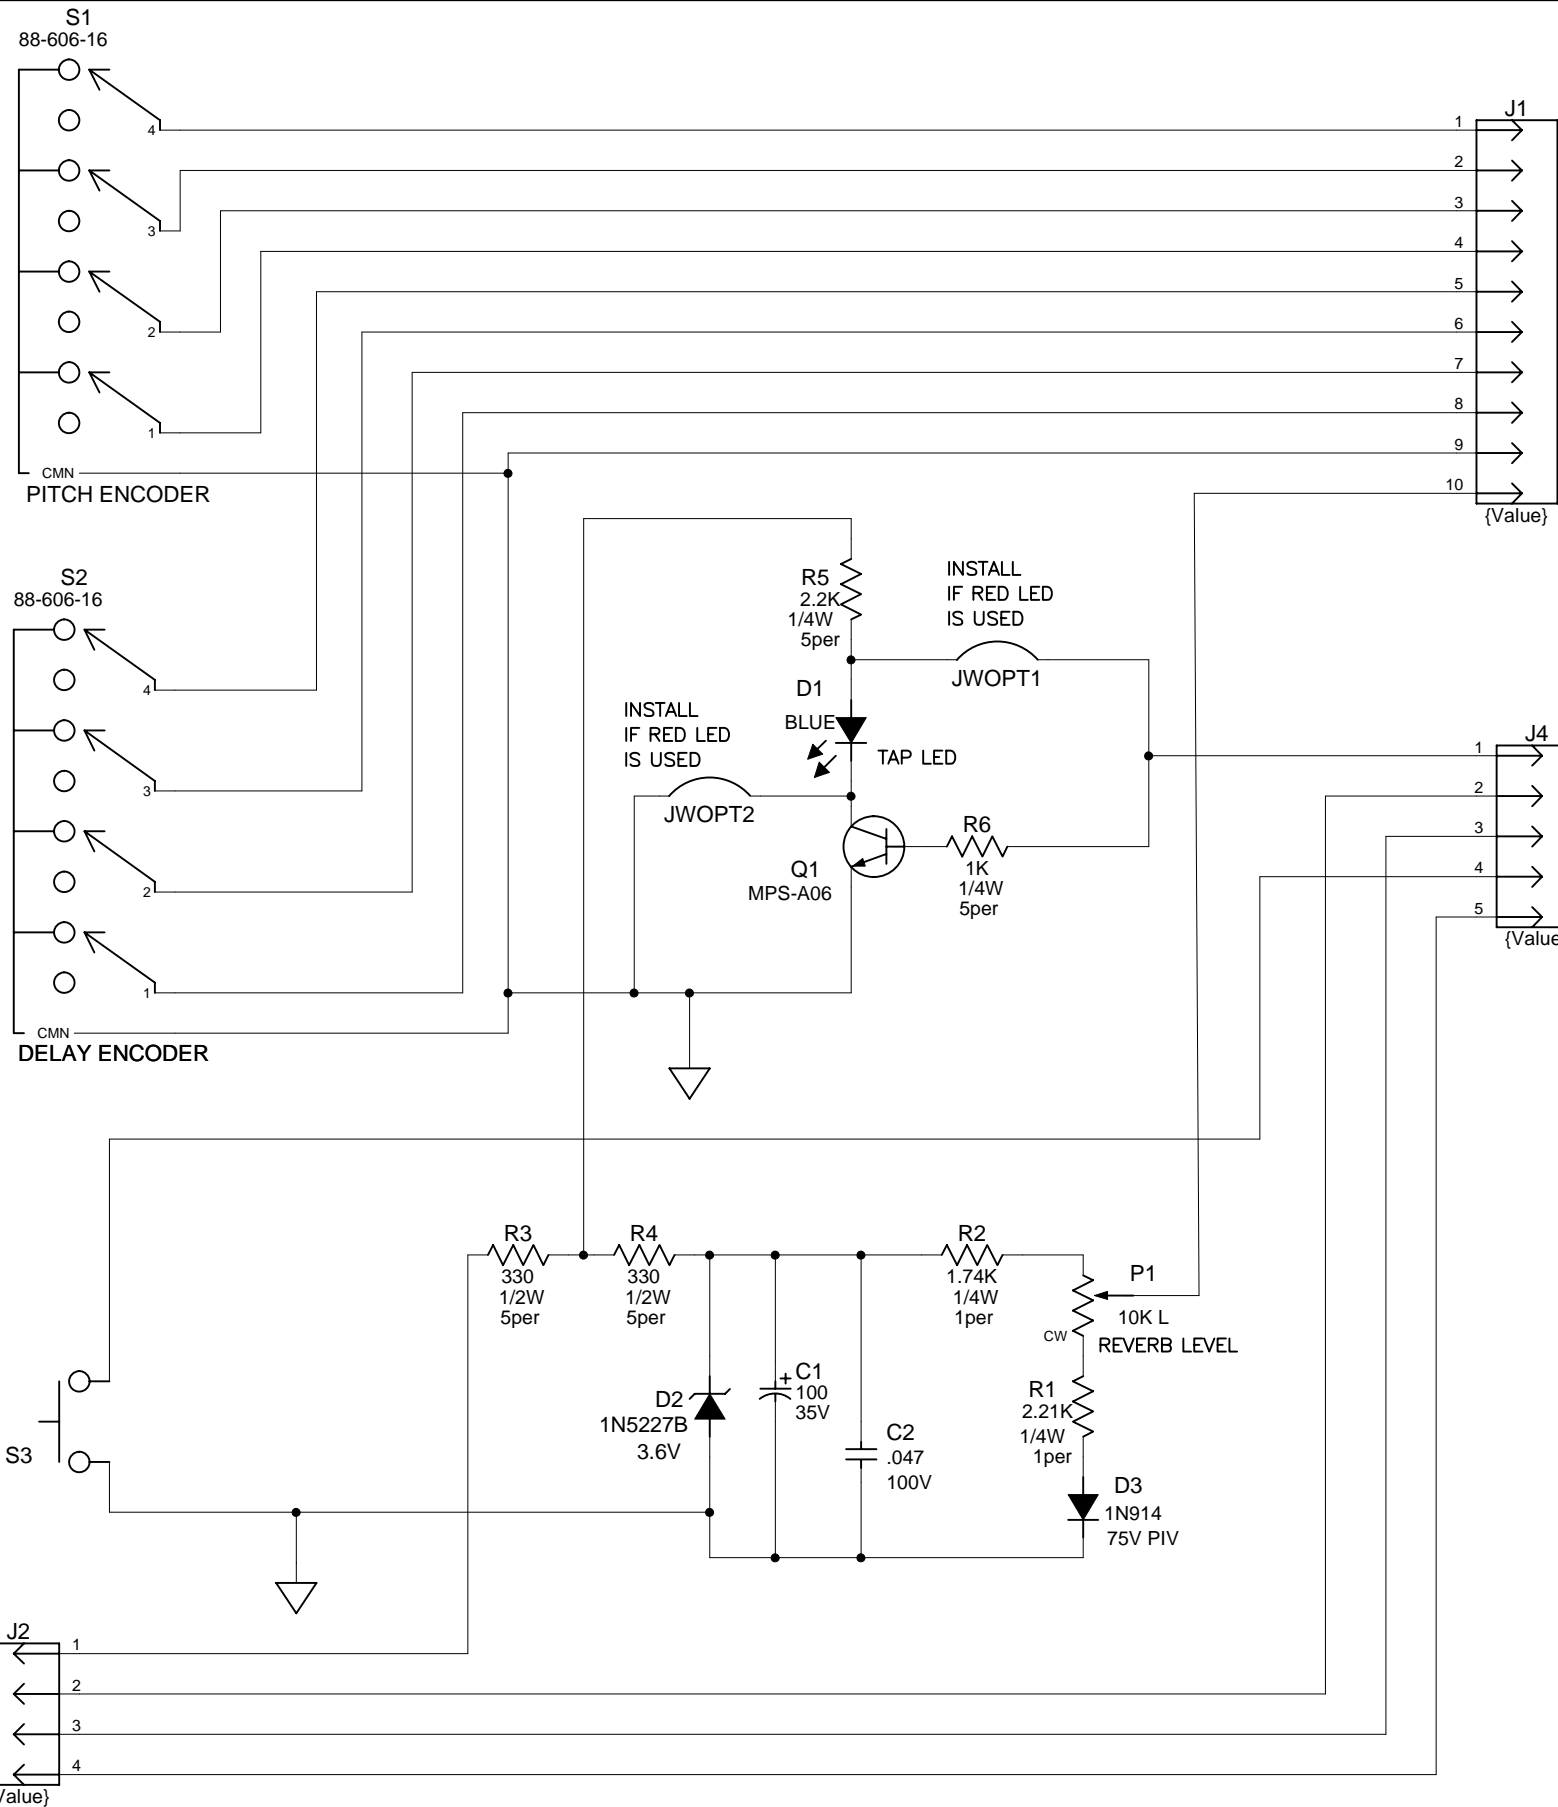 S1
88-606-16
4
3
2
1
CMN
PITCH ENCODER
J1
1
2
3
4
5
6
7
8
9
10
{Value}
S2
88-606-16
4
3
2
1
CMN
DELAY ENCODER
R5
2.2K
1/4W
5per
INSTALL
IF RED LED
IS USED
JWOPT1
D1
BLUE
TAP LED
INSTALL
IF RED LED
IS USED
JWOPT2
Q1
MPS-A06
R6
1K
1/4W
5per
J4
1
2
3
4
5
{Value
R3
330
1/2W
5per
R4
330
1/2W
5per
R2
1.74K
1/4W
1per
P1
10K L
CW
REVERB LEVEL
R1
2.21K
1/4W
1per
D2
1N5227B
3.6V
+
C1
100
35V
C2
.047
100V
D3
1N914
75V PIV
S3
J2
1
2
3
4
Value}